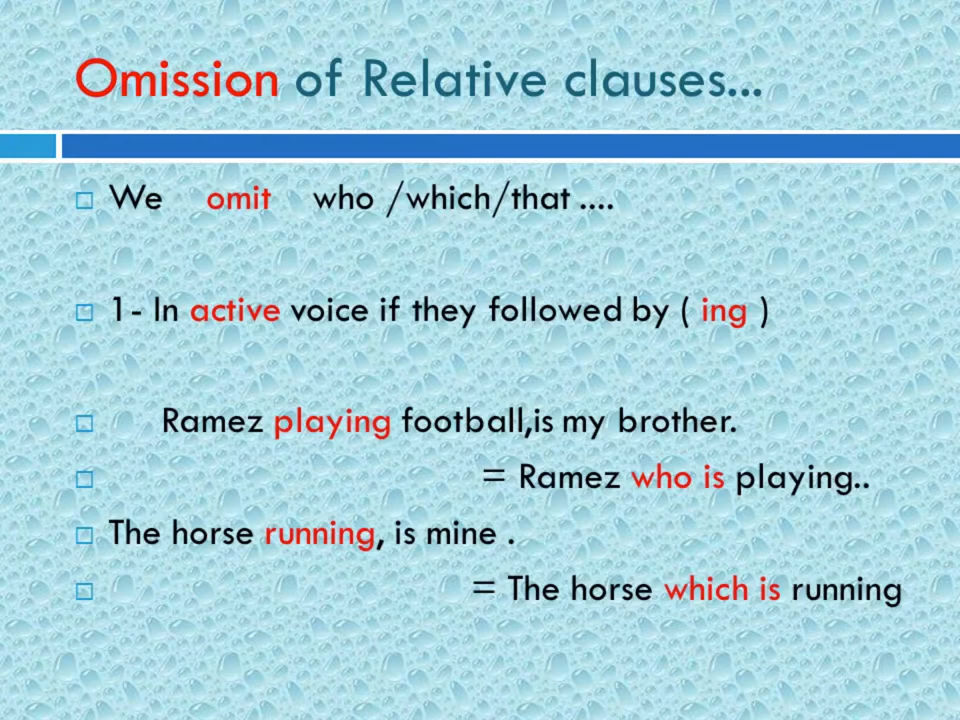 Omission of Relative clauses...
We omit who /which/that ....
1- In active voice if they followed by ( ing )
Ramez playing football,is my brother.
= Ramez who is playing..
The horse running, is mine .
= The horse which is running